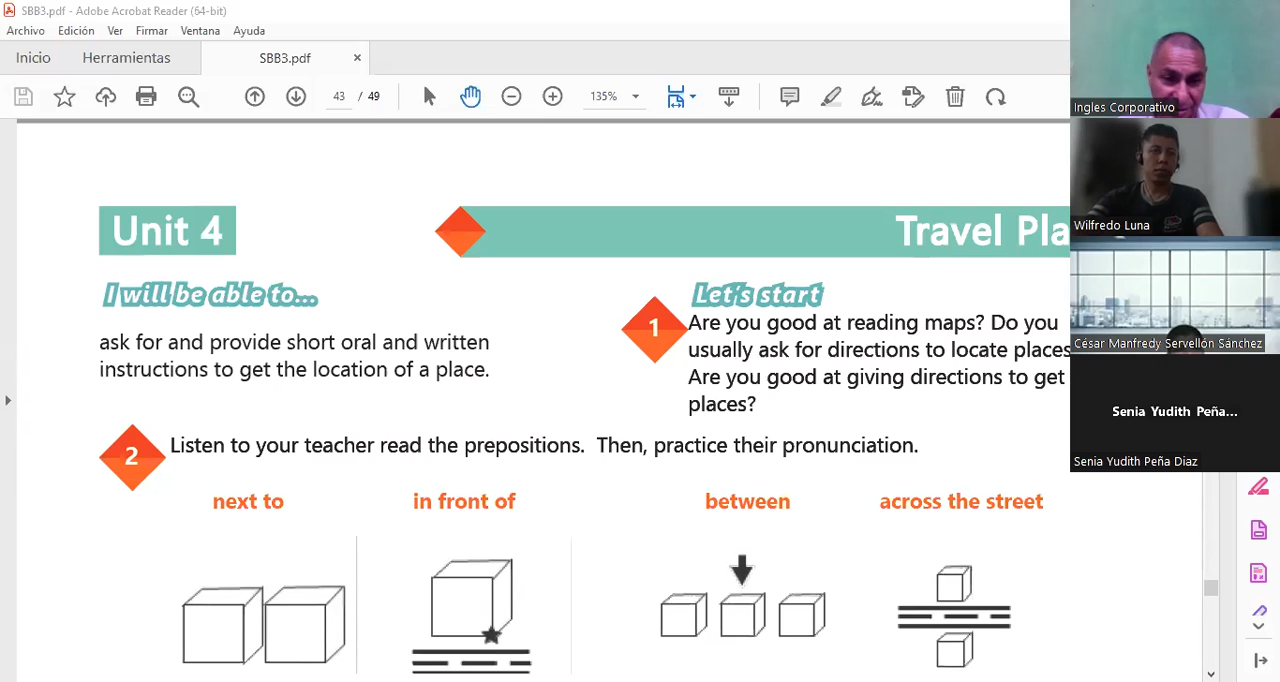 SBB3.pdf - Adobe Acrobat Reader (64-bit)
Archivo Edición Ver Firmar Ventana Ayuda
Inicio Herramientas SBB3.pdf ×
43 / 49 135%
Ingles Corporativo
Wilfredo Luna
César Manfredy Servellón Sánchez
Senia Yudith Peña...
Senia Yudith Peña Diaz
Unit 4
Travel Pla
I will be able to...
ask for and provide short oral and written
instructions to get the location of a place.
Let's start
1
Are you good at reading maps? Do you
usually ask for directions to locate places
Are you good at giving directions to get
places?
2
Listen to your teacher read the prepositions. Then, practice their pronunciation.
next to in front of between across the street